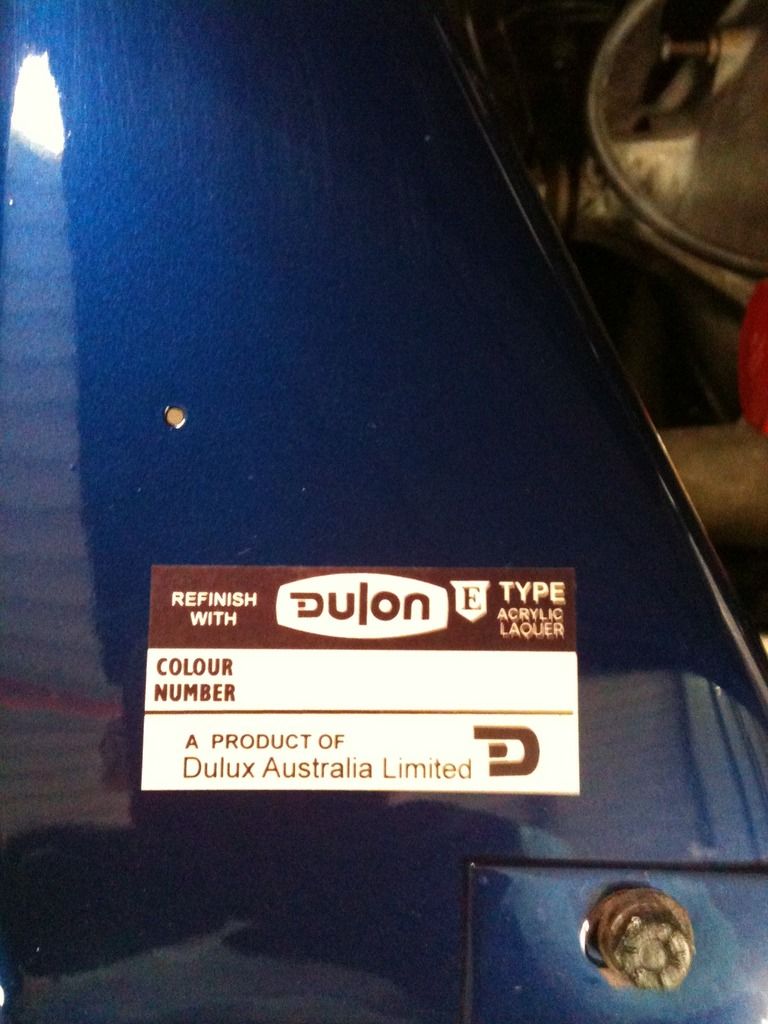 REFINISH WITH
Dulon
E TYPE
ACRYLIC
LAQUER
COLOUR
NUMBER
A PRODUCT OF
Dulux Australia Limited
D